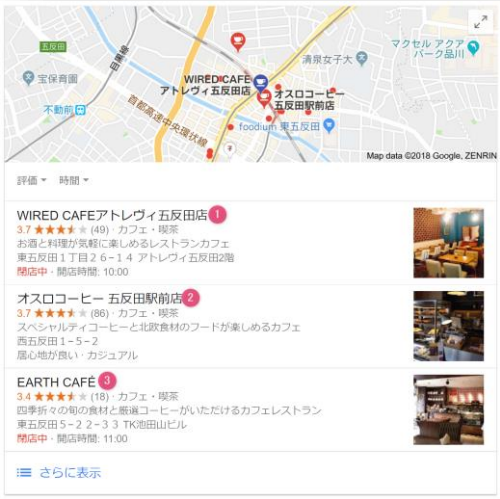 五反田
目黒線
清泉女子大
マクセル アクア
パーク品川
宝保育園
WIRED CAFE
アトレヴィ五反田店
オスロコーヒー
五反田駅前店
不動前
首都高速中央環状線
foodium 東五反田
Map data ©2018 Google, ZENRIN
評価 時間
WIRED CAFEアトレヴィ五反田店 1
3.7 ★★★★★ (49) · カフェ・喫茶
お酒と料理が気軽に楽しめるレストランカフェ
東五反田1丁目26−14 アトレヴィ五反田2階
閉店中 · 開店時間: 10:00
オスロコーヒー 五反田駅前店 2
3.7 ★★★★★ (86) · カフェ・喫茶
スペシャルティコーヒーと北欧食材のフードが楽しめるカフェ
西五反田1−5−2
居心地が良い · カジュアル
EARTH CAFÉ 3
3.4 ★★★★★ (18) · カフェ・喫茶
四季折々の旬の食材と厳選コーヒーがいただけるカフェレストラン
東五反田5−22−33 TK池田山ビル
閉店中 · 開店時間: 11:00
さらに表示